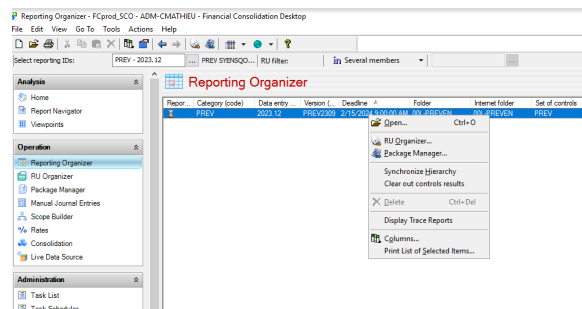 Reporting Organizer - FCprod_SCO - ADM-CMATHIEU - Financial Consolidation Desktop
File Edit View Go To Tools Actions Help
Select reporting IDs: PREV - 2023.12 ... PREV SYENSQO... RU filter: in Several members ...
Analysis
Home
Report Navigator
Viewpoints
Operation
Reporting Organizer
RU Organizer
Package Manager
Manual Journal Entries
Scope Builder
Rates
Consolidation
Live Data Source
Administration
Task List
Task Scheduler
Reporting Organizer
Repor... Category (code) Data entry ... Version (... Deadline Folder Internet folder Set of controls
PREV 2023.12 PREV2309 2/15/2024 9:00:00 AM 00L-PREVEN 00L-PREVEN PREV
Open... Ctrl+O
RU Organizer...
Package Manager...
Synchronize Hierarchy
Clear out controls results
Delete Ctrl+Del
Display Trace Reports
Columns...
Print List of Selected Items...